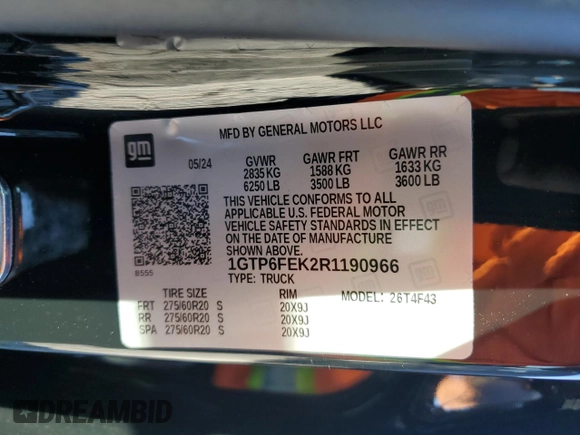 MFD BY GENERAL MOTORS LLC
gm
05/24 GVWR GAWR FRT GAWR RR
2835 KG 1588 KG 1633 KG
6250 LB 3500 LB 3600 LB
THIS VEHICLE CONFORMS TO ALL
APPLICABLE U.S. FEDERAL MOTOR
VEHICLE SAFETY STANDARDS IN EFFECT
ON THE DATE OF MANUFACTURE
SHOWN ABOVE.
8555
1GTP6FEK2R1190966
TYPE: TRUCK
TIRE SIZE RIM MODEL: 26T4F43
FRT 275/60R20 S 20X9J
RR 275/60R20 S 20X9J
SPA 275/60R20 S 20X9J
DREAMBID